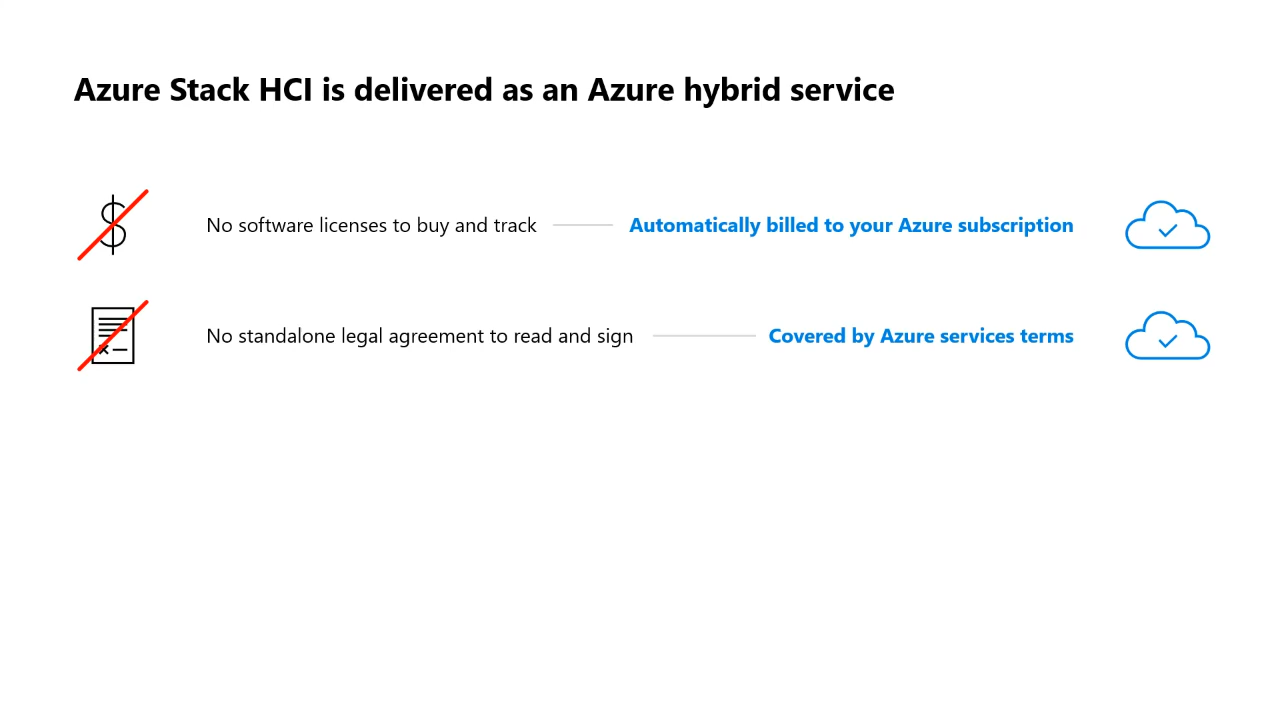 Azure Stack HCI is delivered as an Azure hybrid service
No software licenses to buy and track
Automatically billed to your Azure subscription
No standalone legal agreement to read and sign
Covered by Azure services terms